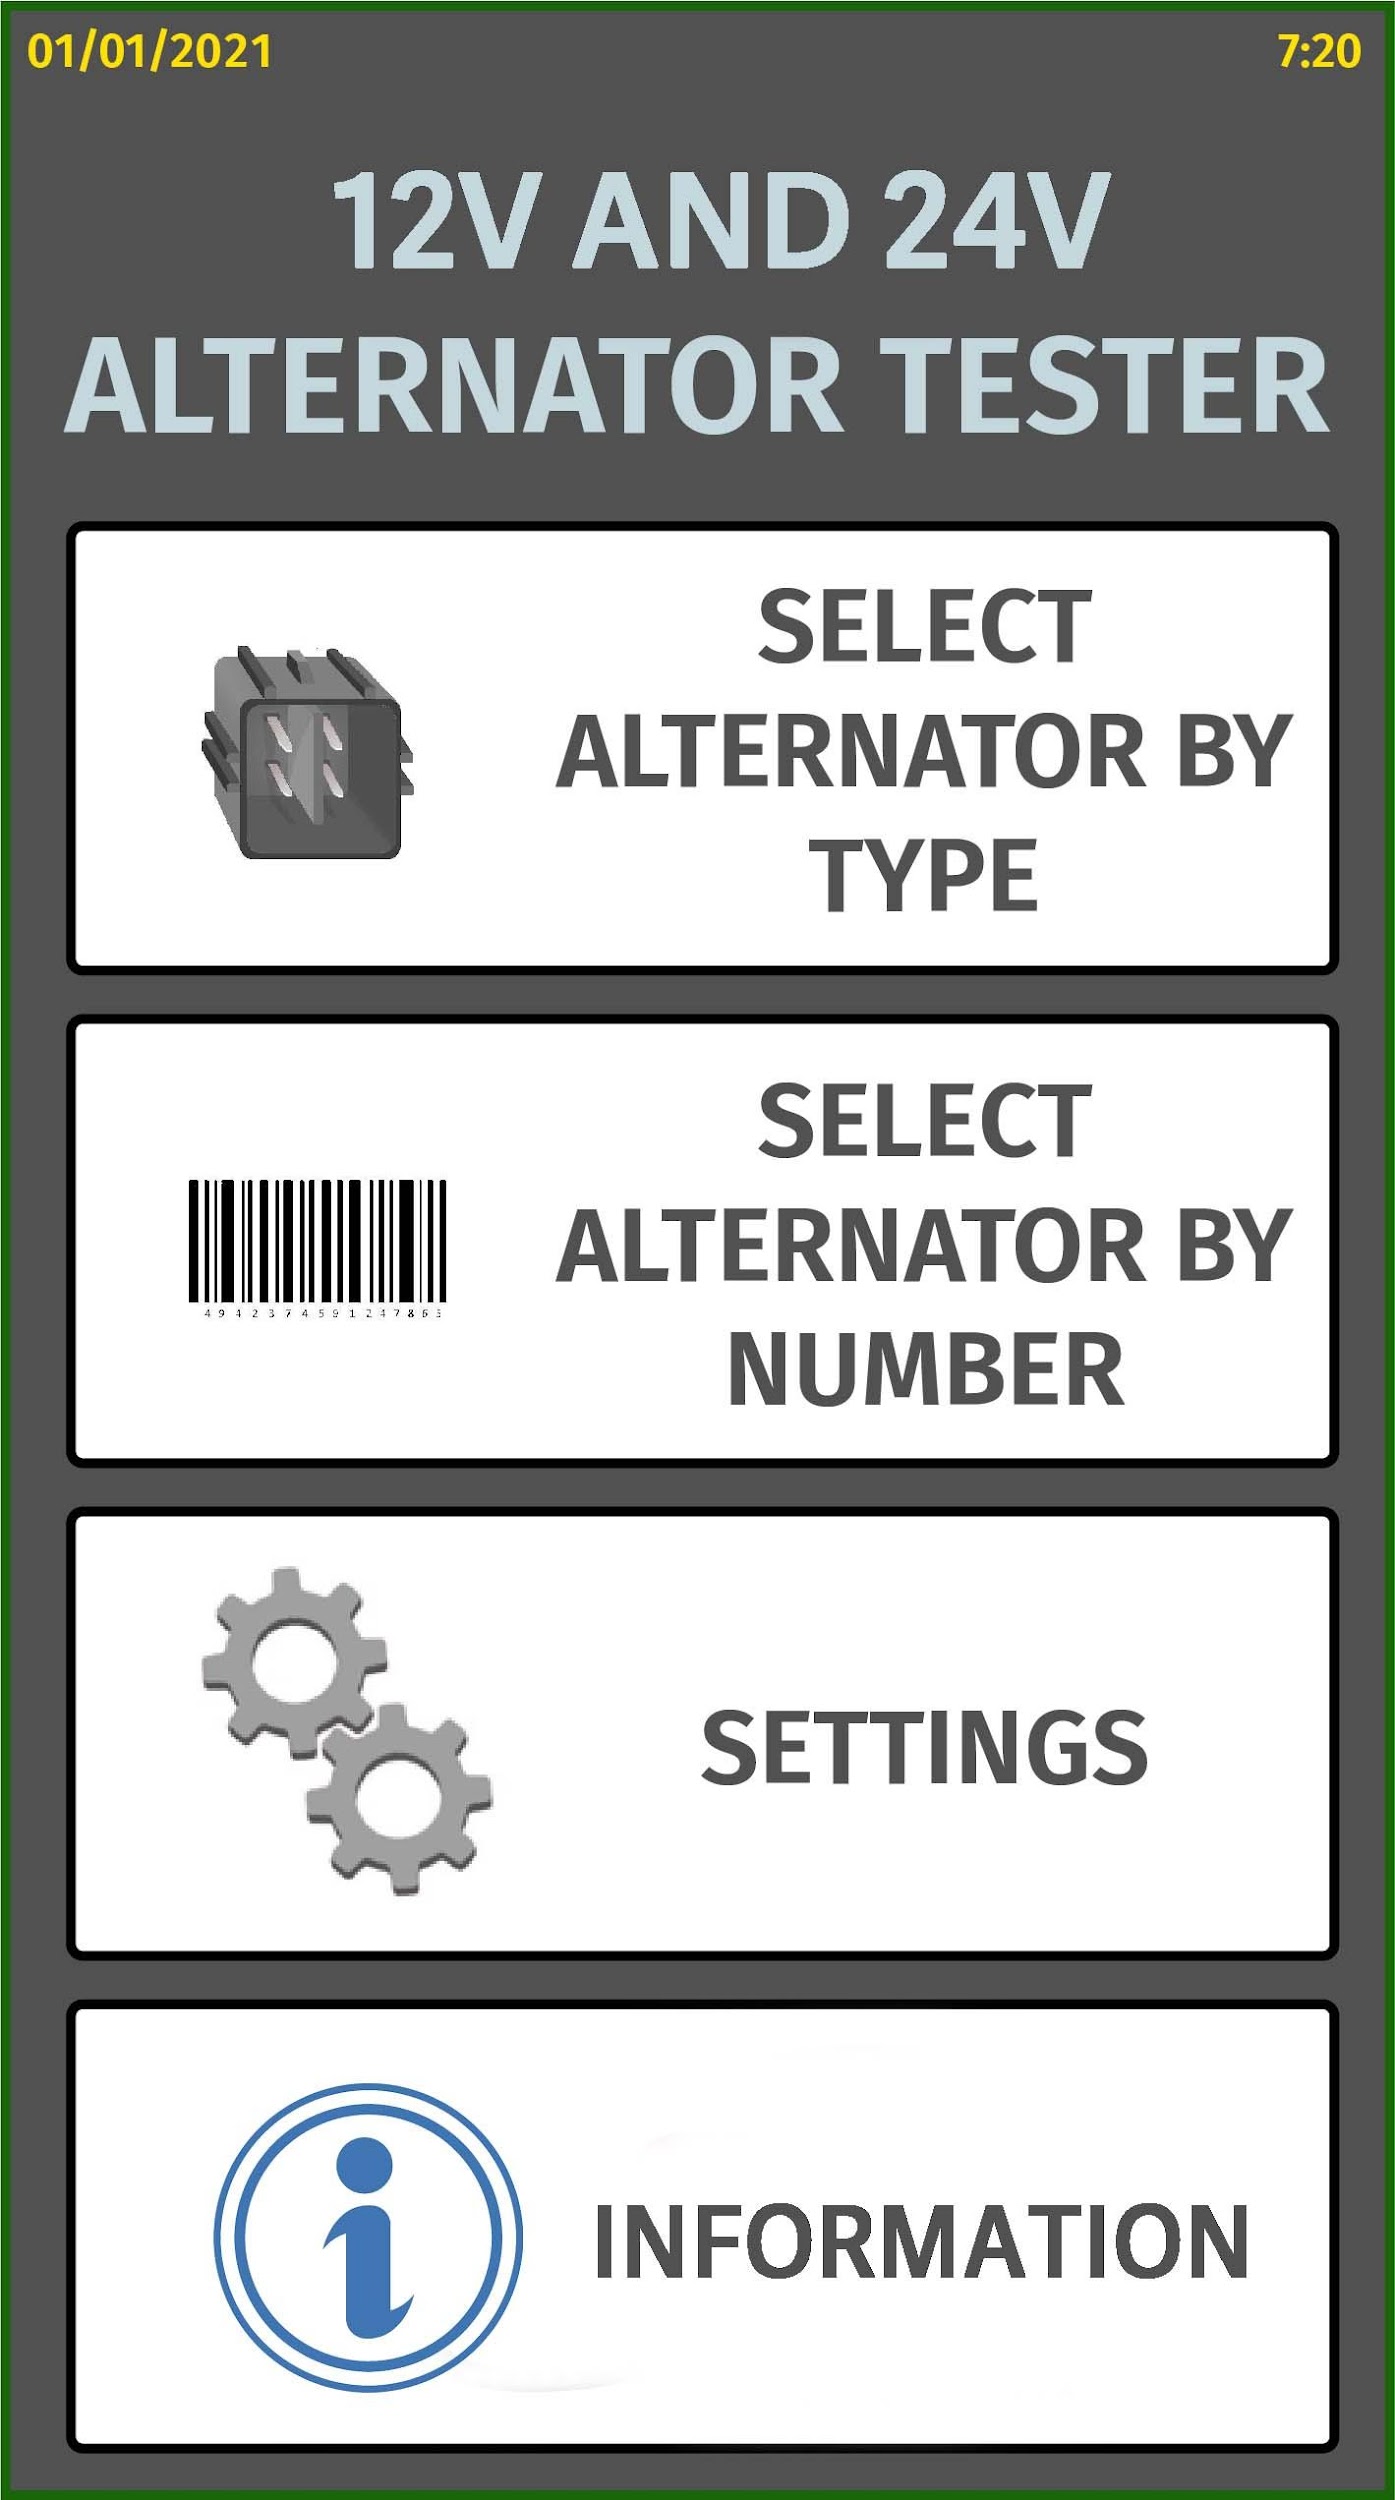 01/01/2021 7:20
12V AND 24V
ALTERNATOR TESTER
SELECT
ALTERNATOR BY
TYPE
SELECT
ALTERNATOR BY
NUMBER
SETTINGS
INFORMATION